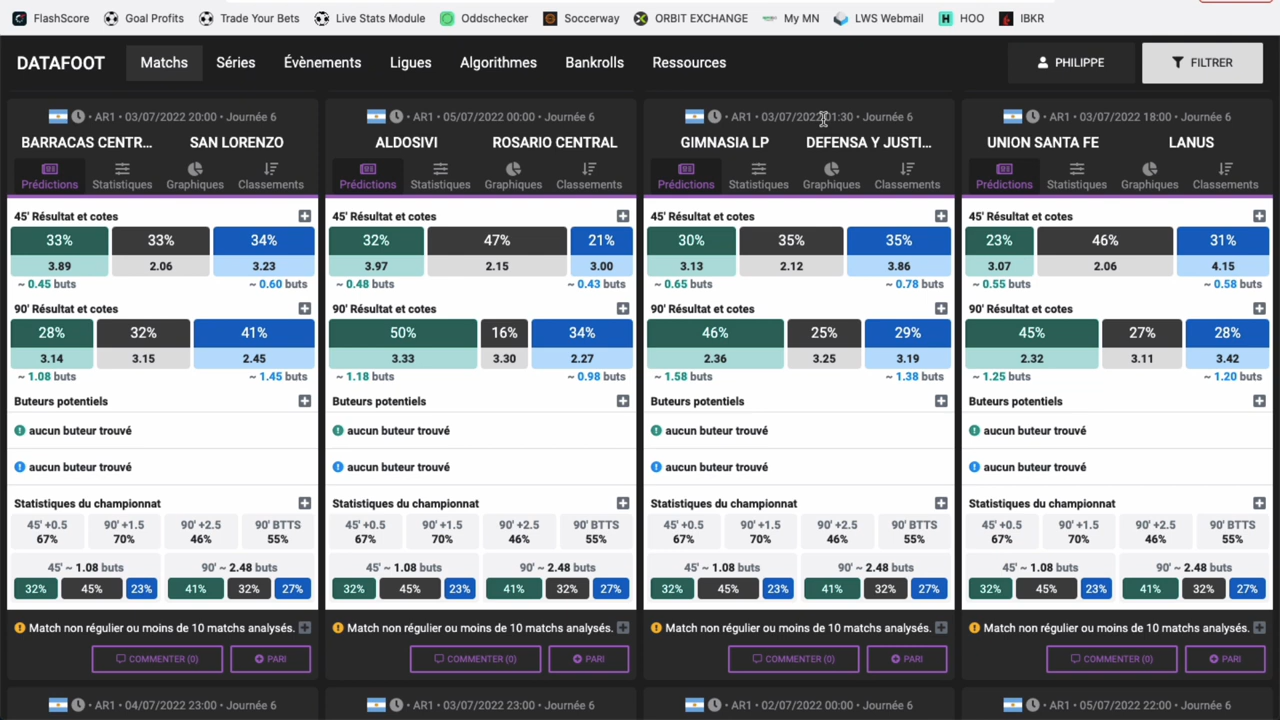 FlashScore Goal Profits Trade Your Bets Live Stats Module Oddschecker Soccerway ORBIT EXCHANGE My MN LWS Webmail HOO IBKR
DATAFOOT Matchs Séries Évènements Ligues Algorithmes Bankrolls Ressources PHILIPPE FILTRER
• AR1 • 03/07/2022 20:00 • Journée 6
BARRACAS CENTR... SAN LORENZO
Prédictions Statistiques Graphiques Classements
45' Résultat et cotes
33% 33% 34%
3.89 2.06 3.23
~ 0.45 buts ~ 0.60 buts
90' Résultat et cotes
28% 32% 41%
3.14 3.15 2.45
~ 1.08 buts ~ 1.45 buts
Buteurs potentiels
aucun buteur trouvé
aucun buteur trouvé
Statistiques du championnat
45' +0.5 90' +1.5 90' +2.5 90' BTTS
67% 70% 46% 55%
45' ~ 1.08 buts 90' ~ 2.48 buts
32% 45% 23% 41% 32% 27%
Match non régulier ou moins de 10 matchs analysés.
COMMENTER (0) PARI
• AR1 • 05/07/2022 00:00 • Journée 6
ALDOSIVI ROSARIO CENTRAL
Prédictions Statistiques Graphiques Classements
45' Résultat et cotes
32% 47% 21%
3.97 2.15 3.00
~ 0.48 buts ~ 0.43 buts
90' Résultat et cotes
50% 16% 34%
3.33 3.30 2.27
~ 1.18 buts ~ 0.98 buts
Buteurs potentiels
aucun buteur trouvé
aucun buteur trouvé
Statistiques du championnat
45' +0.5 90' +1.5 90' +2.5 90' BTTS
67% 70% 46% 55%
45' ~ 1.08 buts 90' ~ 2.48 buts
32% 45% 23% 41% 32% 27%
Match non régulier ou moins de 10 matchs analysés.
COMMENTER (0) PARI
• AR1 • 03/07/2022 01:30 • Journée 6
GIMNASIA LP DEFENSA Y JUSTI...
Prédictions Statistiques Graphiques Classements
45' Résultat et cotes
30% 35% 35%
3.13 2.12 3.86
~ 0.65 buts ~ 0.78 buts
90' Résultat et cotes
46% 25% 29%
2.36 3.25 3.19
~ 1.58 buts ~ 1.38 buts
Buteurs potentiels
aucun buteur trouvé
aucun buteur trouvé
Statistiques du championnat
45' +0.5 90' +1.5 90' +2.5 90' BTTS
67% 70% 46% 55%
45' ~ 1.08 buts 90' ~ 2.48 buts
32% 45% 23% 41% 32% 27%
Match non régulier ou moins de 10 matchs analysés.
COMMENTER (0) PARI
• AR1 • 03/07/2022 18:00 • Journée 6
UNION SANTA FE LANUS
Prédictions Statistiques Graphiques Classements
45' Résultat et cotes
23% 46% 31%
3.07 2.06 4.15
~ 0.55 buts ~ 0.58 buts
90' Résultat et cotes
45% 27% 28%
2.32 3.11 3.42
~ 1.25 buts ~ 1.20 buts
Buteurs potentiels
aucun buteur trouvé
aucun buteur trouvé
Statistiques du championnat
45' +0.5 90' +1.5 90' +2.5 90' BTTS
67% 70% 46% 55%
45' ~ 1.08 buts 90' ~ 2.48 buts
32% 45% 23% 41% 32% 27%
Match non régulier ou moins de 10 matchs analysés.
COMMENTER (0) PARI
• AR1 • 04/07/2022 23:00 • Journée 6
• AR1 • 03/07/2022 23:00 • Journée 6
• AR1 • 02/07/2022 00:00 • Journée 6
• AR1 • 05/07/2022 22:00 • Journée 6